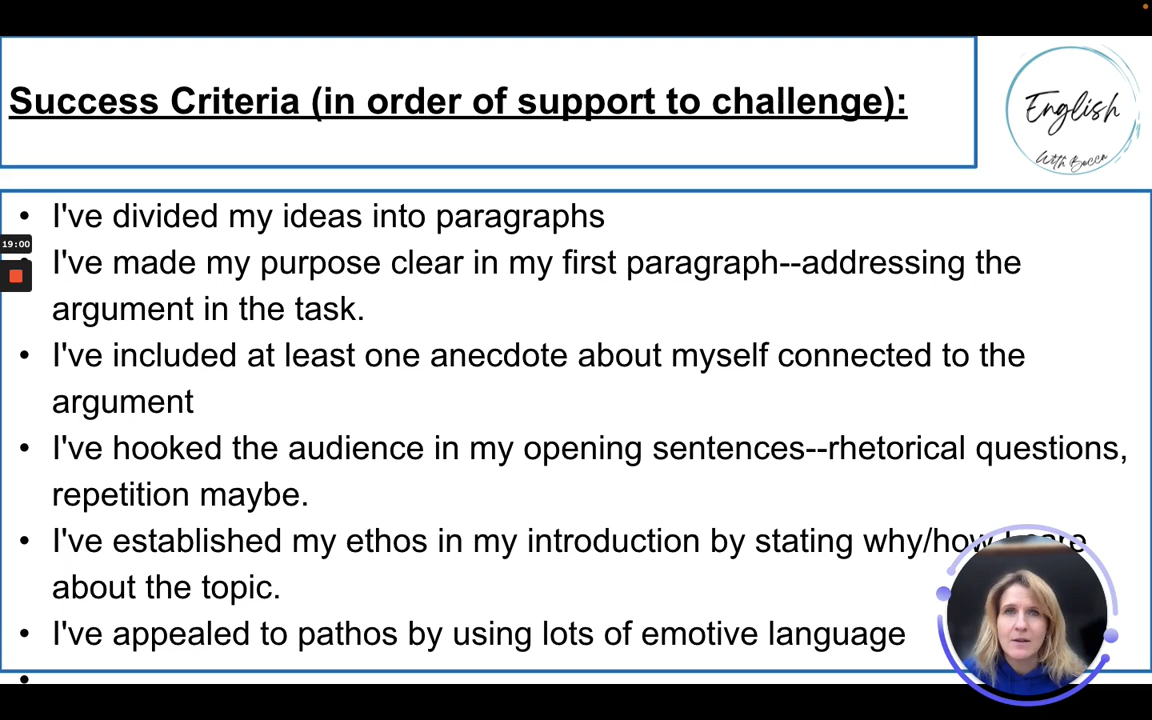 Success Criteria (in order of support to challenge):
English
With Becca
• I've divided my ideas into paragraphs
19:00
• I've made my purpose clear in my first paragraph--addressing the
argument in the task.
• I've included at least one anecdote about myself connected to the
argument
• I've hooked the audience in my opening sentences--rhetorical questions,
repetition maybe.
• I've established my ethos in my introduction by stating why/how I care
about the topic.
• I've appealed to pathos by using lots of emotive language
•